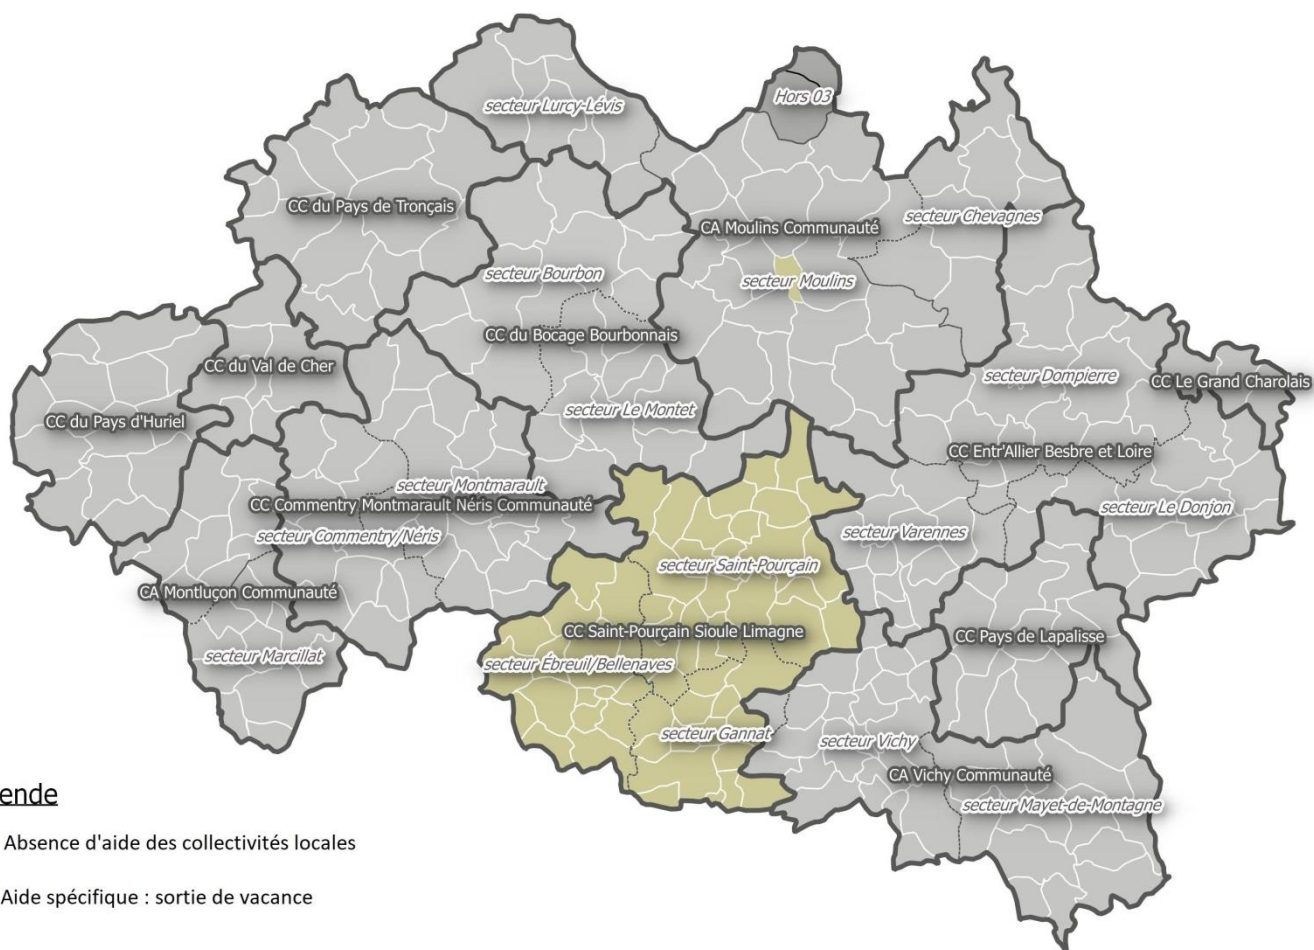 Hors 03
secteur Lurcy-Lévis
CC du Pays de Tronçais
secteur Chevagnes
CA Moulins Communauté
secteur Bourbon
secteur Moulins
CC du Bocage Bourbonnais
CC du Val de Cher
secteur Dompierre
CC Le Grand Charolais
secteur Le Montet
CC du Pays d'Huriel
CC Entr'Allier Besbre et Loire
secteur Montmarault
CC Commentry Montmarault Néris Communauté
secteur Le Donjon
secteur Commentry/Néris
secteur Varennes
secteur Saint-Pourçain
CA Montluçon Communauté
CC Saint-Pourçain Sioule Limagne
CC Pays de Lapalisse
secteur Marcillat
secteur Ébreuil/Bellenaves
secteur Gannat
secteur Vichy
CA Vichy Communauté
secteur Mayet-de-Montagne
ende
Absence d'aide des collectivités locales
Aide spécifique : sortie de vacance